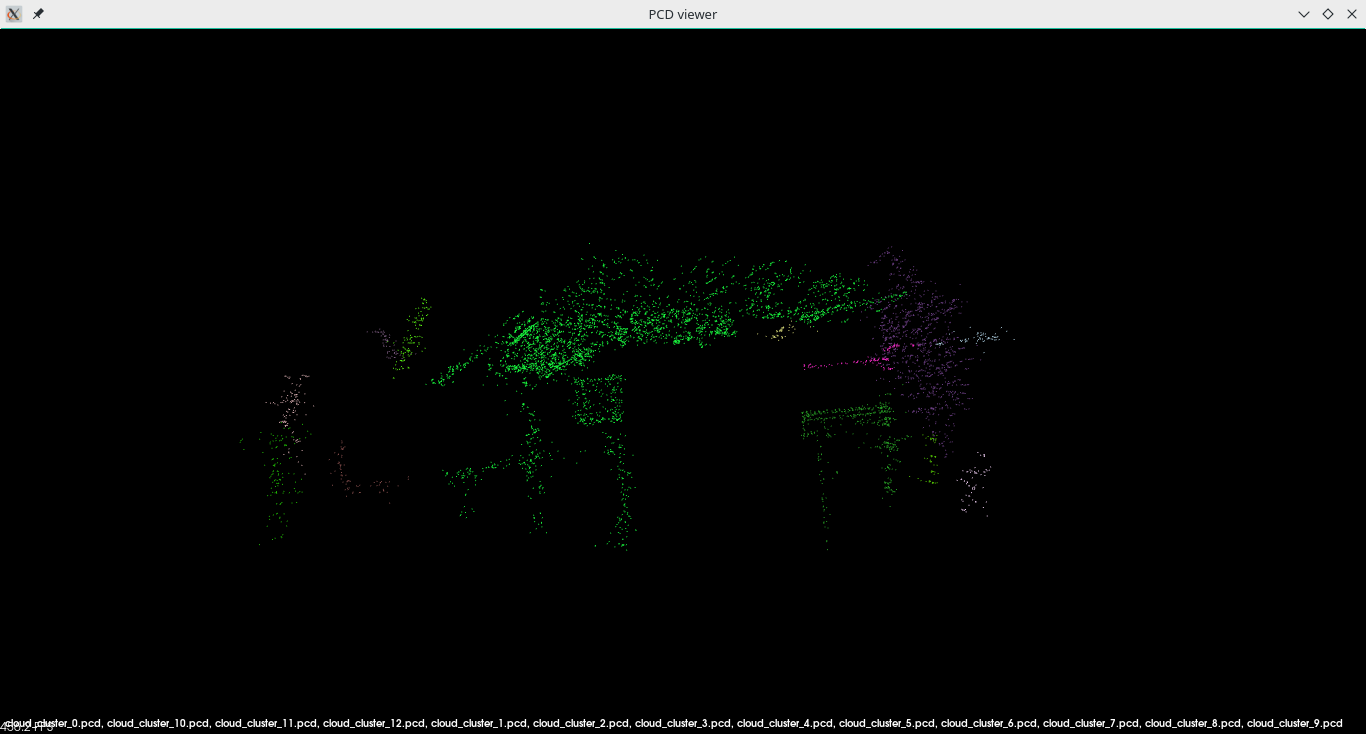 PCD viewer
cloud_cluster_0.pcd, cloud_cluster_10.pcd, cloud_cluster_11.pcd, cloud_cluster_12.pcd, cloud_cluster_1.pcd, cloud_cluster_2.pcd, cloud_cluster_3.pcd, cloud_cluster_4.pcd, cloud_cluster_5.pcd, cloud_cluster_6.pcd, cloud_cluster_7.pcd, cloud_cluster_8.pcd, cloud_cluster_9.pcd
FPS